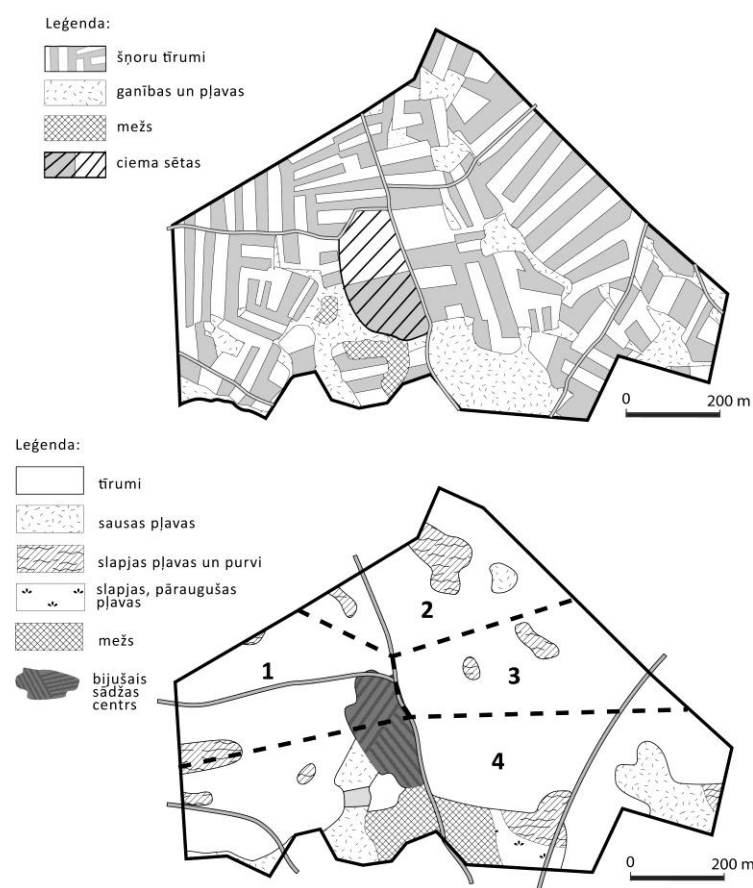 Leģenda:
šņoru tīrumi
ganības un pļavas
mežs
ciema sētas
0 200 m
Leģenda:
tīrumi
sausas pļavas
slapjas pļavas un purvi
slapjas, pāraugušas
pļavas
mežs
bijušais
sādžas
centrs
2
1
3
4
0 200 m